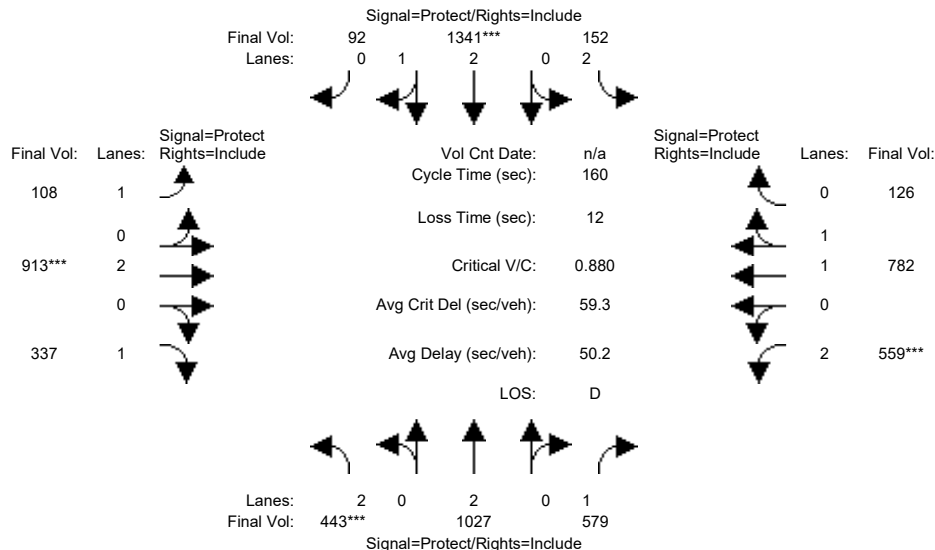 Signal=Protect/Rights=Include
Final Vol: 92 1341*** 152
Lanes: 0 1 2 0 2
Signal=Protect Signal=Protect
Final Vol: Lanes: Rights=Include Vol Cnt Date: n/a Rights=Include Lanes: Final Vol:
Cycle Time (sec): 160
108 1 0 126
Loss Time (sec): 12
0 1
913*** 2 Critical V/C: 0.880 1 782
0 Avg Crit Del (sec/veh): 59.3 0
337 1 Avg Delay (sec/veh): 50.2 2 559***
LOS: D
Lanes: 2 0 2 0 1
Final Vol: 443*** 1027 579
Signal=Protect/Rights=Include